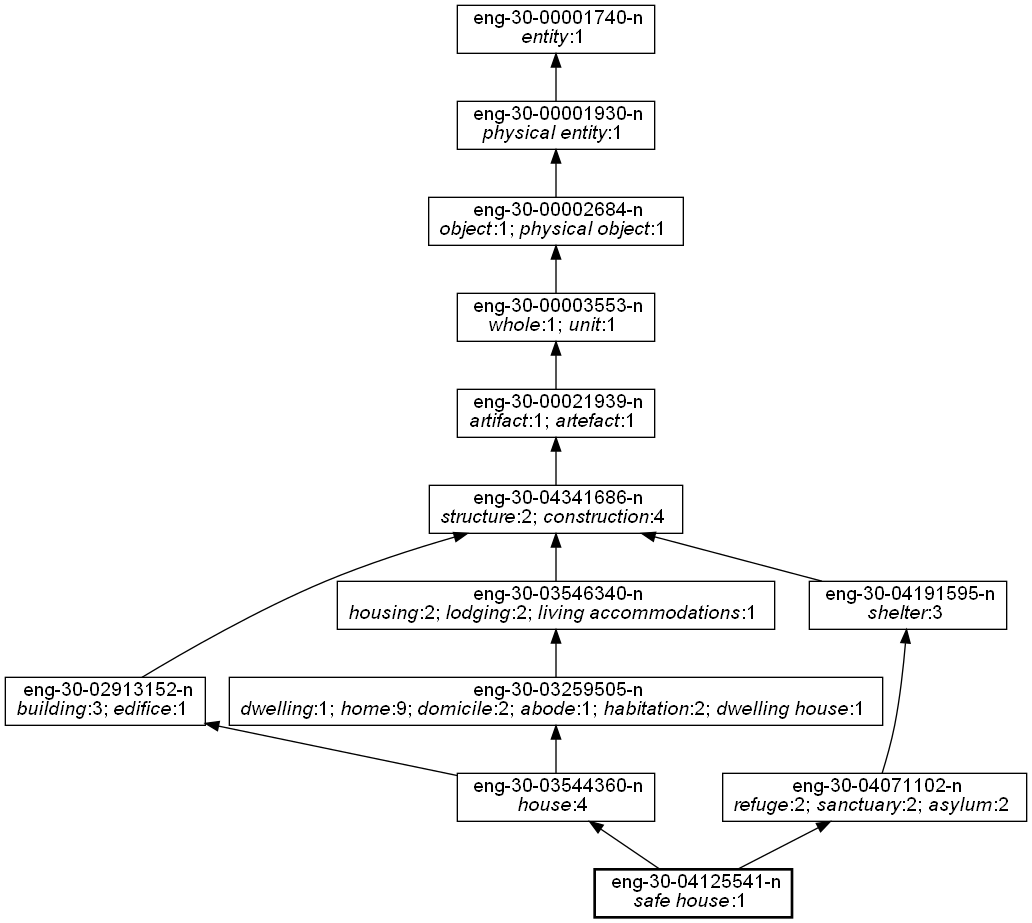 eng-30-00001740-n
entity:1
eng-30-00001930-n
physical entity:1
eng-30-00002684-n
object:1; physical object:1
eng-30-00003553-n
whole:1; unit:1
eng-30-00021939-n
artifact:1; artefact:1
eng-30-04341686-n
structure:2; construction:4
eng-30-03546340-n
housing:2; lodging:2; living accommodations:1
eng-30-04191595-n
shelter:3
eng-30-02913152-n
building:3; edifice:1
eng-30-03259505-n
dwelling:1; home:9; domicile:2; abode:1; habitation:2; dwelling house:1
eng-30-03544360-n
house:4
eng-30-04071102-n
refuge:2; sanctuary:2; asylum:2
eng-30-04125541-n
safe house:1